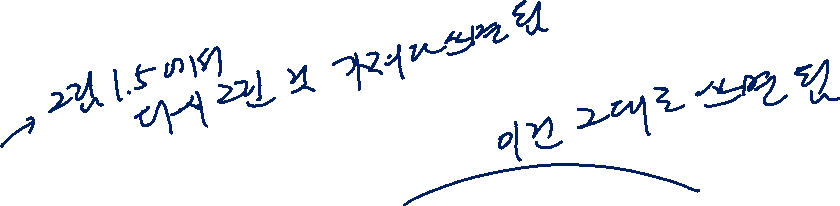 → 그림 1.5에서
다시 그린 것 가져다 쓰면 됨
이건 그대로 쓰면 됨